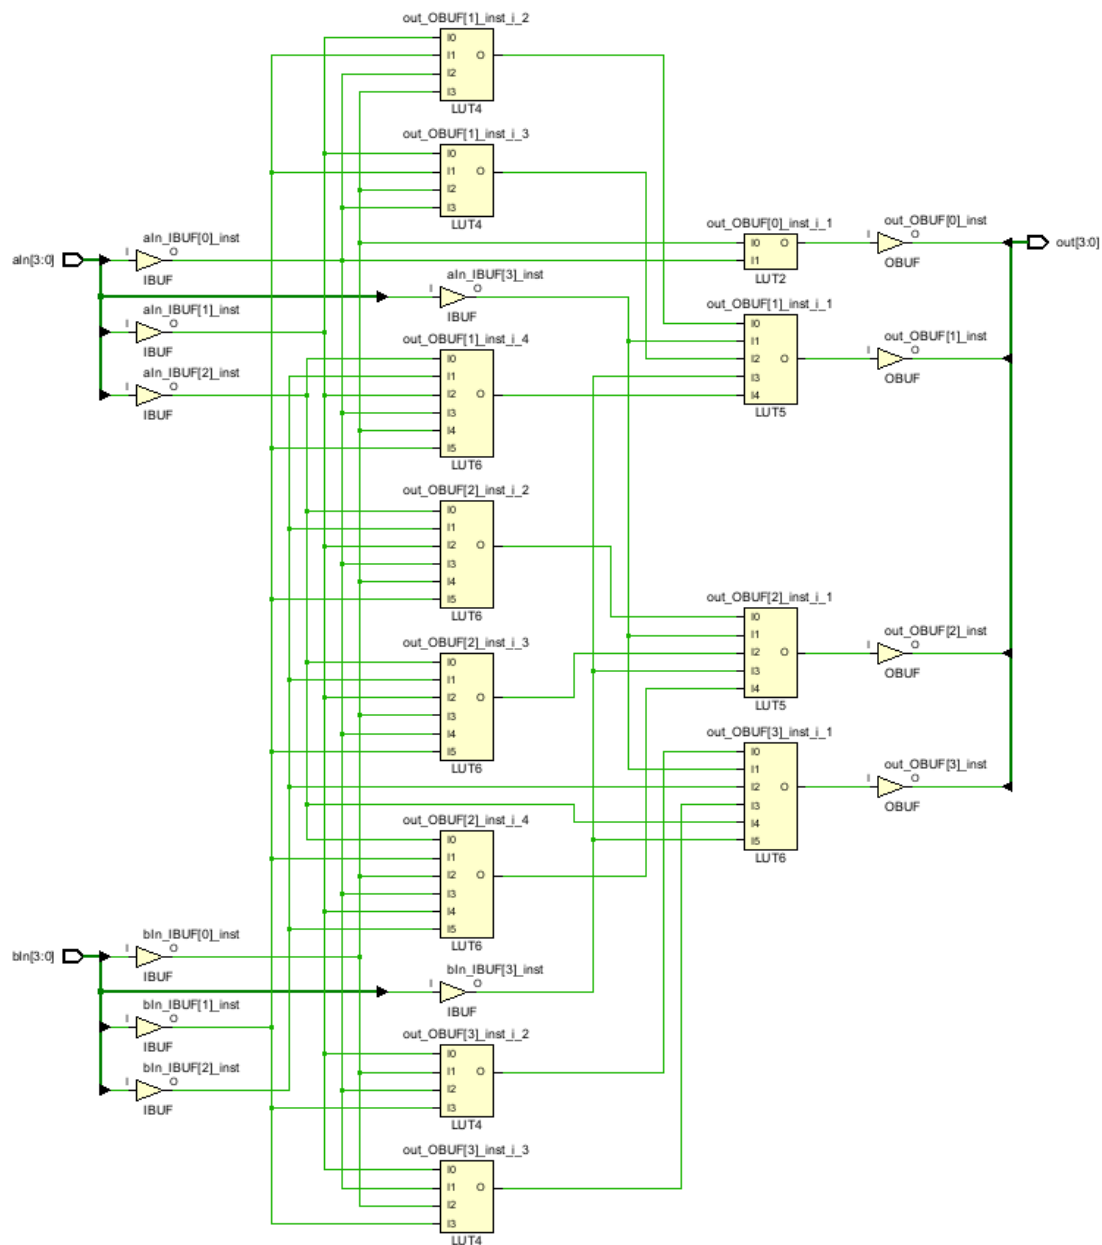 out_OBUF[1]_inst_i_2
I0
I1
I2
I3
O
LUT4
out_OBUF[1]_inst_i_3
I0
I1
I2
I3
O
LUT4
aIn[3:0]
aIn_IBUF[0]_inst
I
O
IBUF
aIn_IBUF[3]_inst
I
O
IBUF
aIn_IBUF[1]_inst
I
O
IBUF
aIn_IBUF[2]_inst
I
O
IBUF
out_OBUF[0]_inst_i_1
I0
I1
O
LUT2
out_OBUF[0]_inst
I
O
OBUF
out[3:0]
out_OBUF[1]_inst_i_1
I0
I1
I2
I3
I4
O
LUT5
out_OBUF[1]_inst
I
O
OBUF
out_OBUF[1]_inst_i_4
I0
I1
I2
I3
I4
I5
O
LUT6
out_OBUF[2]_inst_i_2
I0
I1
I2
I3
I4
I5
O
LUT6
out_OBUF[2]_inst_i_3
I0
I1
I2
I3
I4
I5
O
LUT6
out_OBUF[2]_inst_i_1
I0
I1
I2
I3
I4
O
LUT5
out_OBUF[2]_inst
I
O
OBUF
out_OBUF[3]_inst_i_1
I0
I1
I2
I3
I4
I5
O
LUT6
out_OBUF[3]_inst
I
O
OBUF
out_OBUF[2]_inst_i_4
I0
I1
I2
I3
I4
I5
O
LUT6
bIn[3:0]
bIn_IBUF[0]_inst
I
O
IBUF
bIn_IBUF[3]_inst
I
O
IBUF
bIn_IBUF[1]_inst
I
O
IBUF
bIn_IBUF[2]_inst
I
O
IBUF
out_OBUF[3]_inst_i_2
I0
I1
I2
I3
O
LUT4
out_OBUF[3]_inst_i_3
I0
I1
I2
I3
O
LUT4